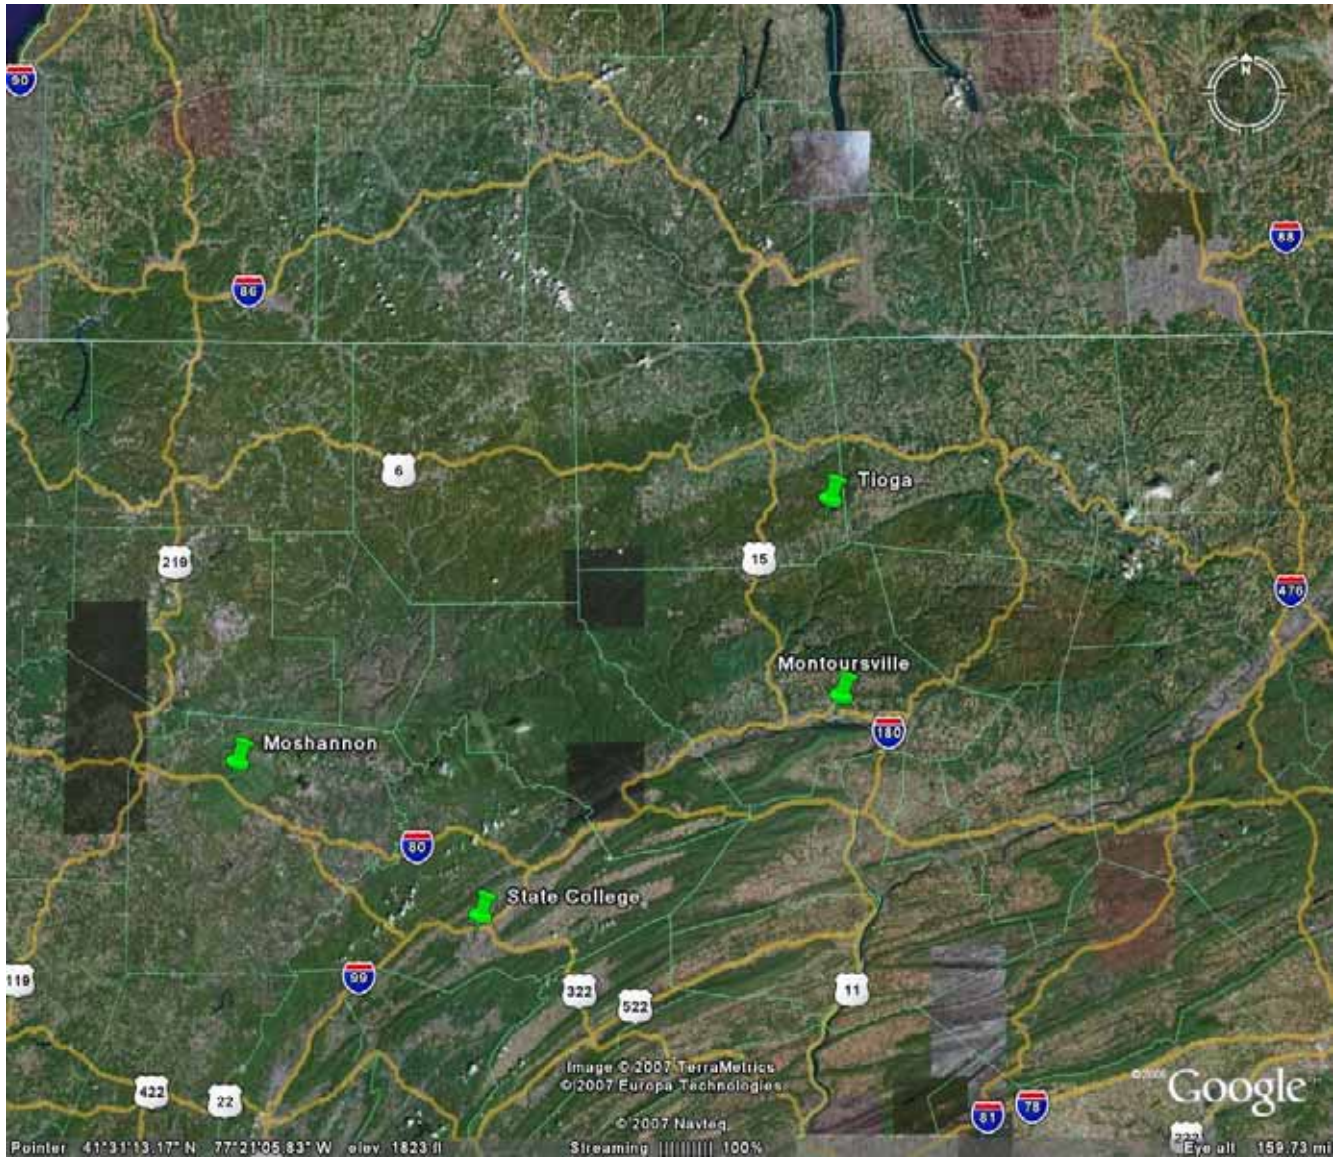 90
N
88
86
6
Tioga
219
15
476
Montoursville
180
Moshannon
80
State College
119
99
322
522
11
Image © 2007 TerraMetrics
© 2007 Europa Technologies
Google
422
22
81
78
© 2007 Navteq
Pointer 41°31'13.17" N 77°21'05.83" W elev. 1823 ft Streaming |||||||||| 100% Eye alt 159.73 mi